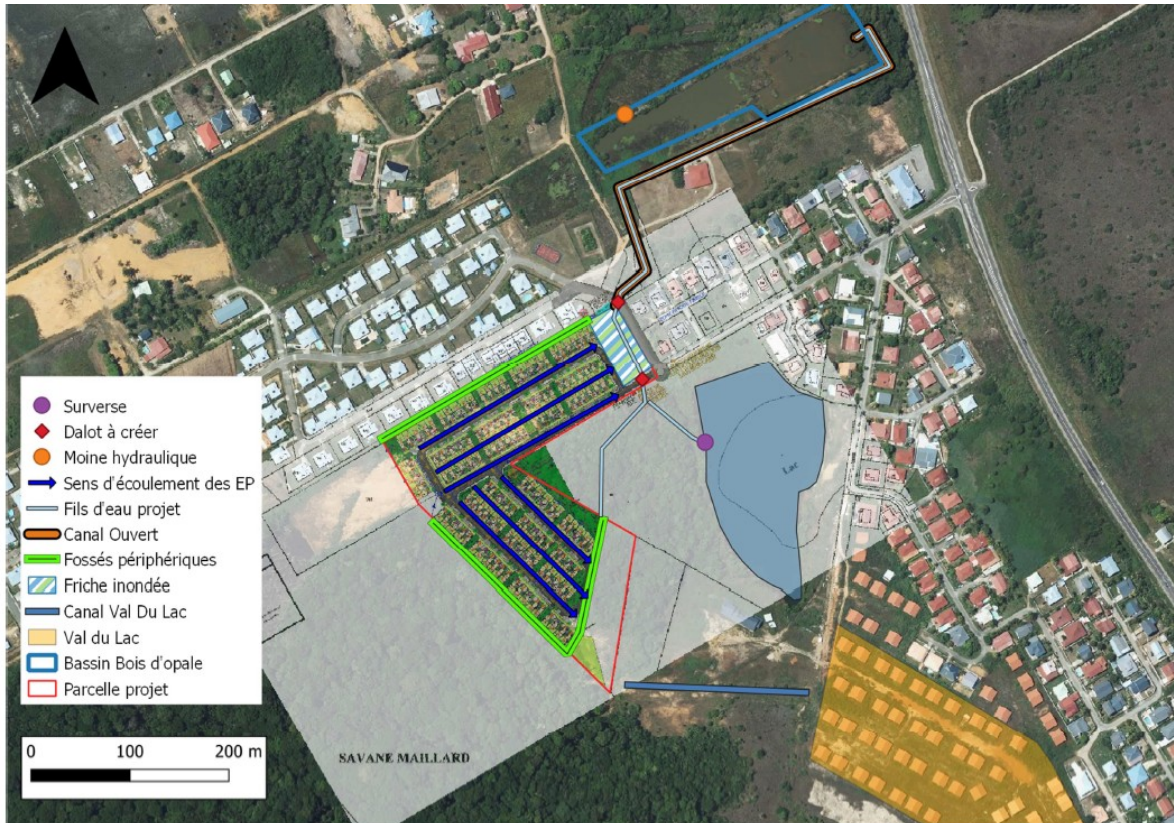 Surverse
Dalot à créer
Moine hydraulique
Sens d'écoulement des EP
Fils d'eau projet
Canal Ouvert
Fossés périphériques
Friche inondée
Canal Val Du Lac
Val du Lac
Bassin Bois d'opale
Parcelle projet
0 100 200 m
Lac
SAVANE MAILLARD